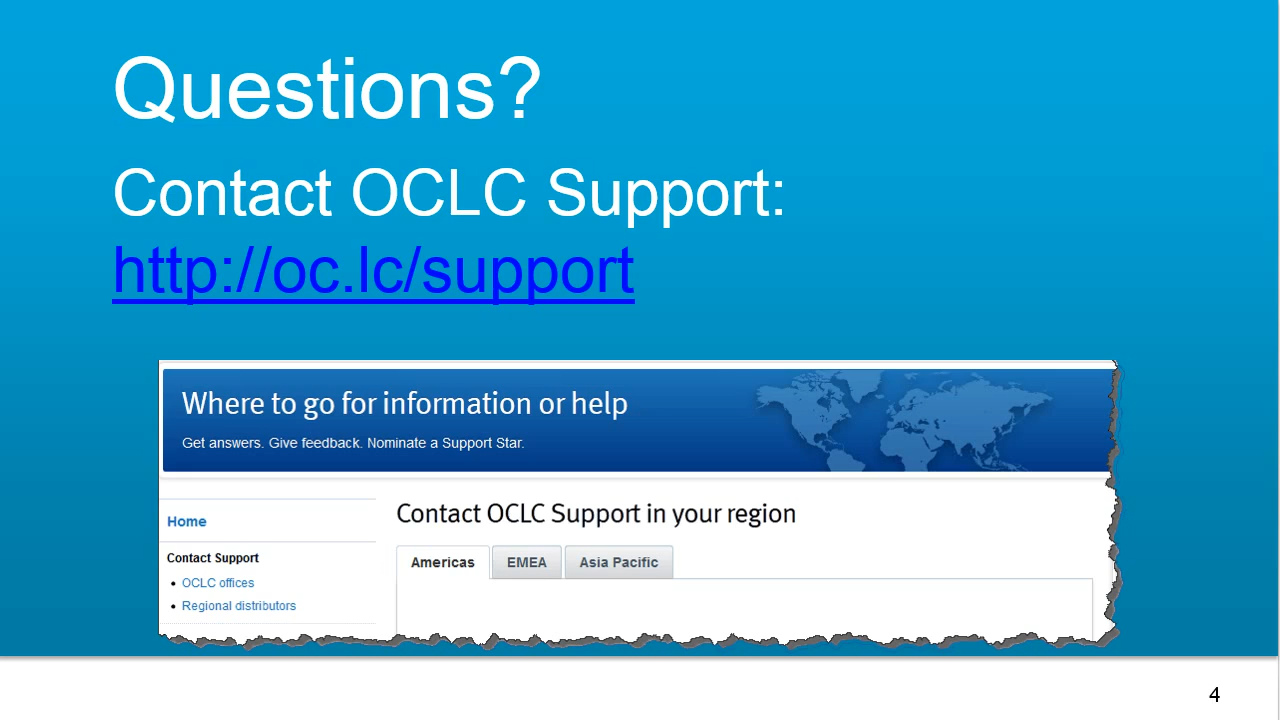 Questions?
Contact OCLC Support:
http://oc.lc/support
Where to go for information or help
Get answers. Give feedback. Nominate a Support Star.
Home
Contact Support
• OCLC offices
• Regional distributors
Contact OCLC Support in your region
Americas EMEA Asia Pacific
4